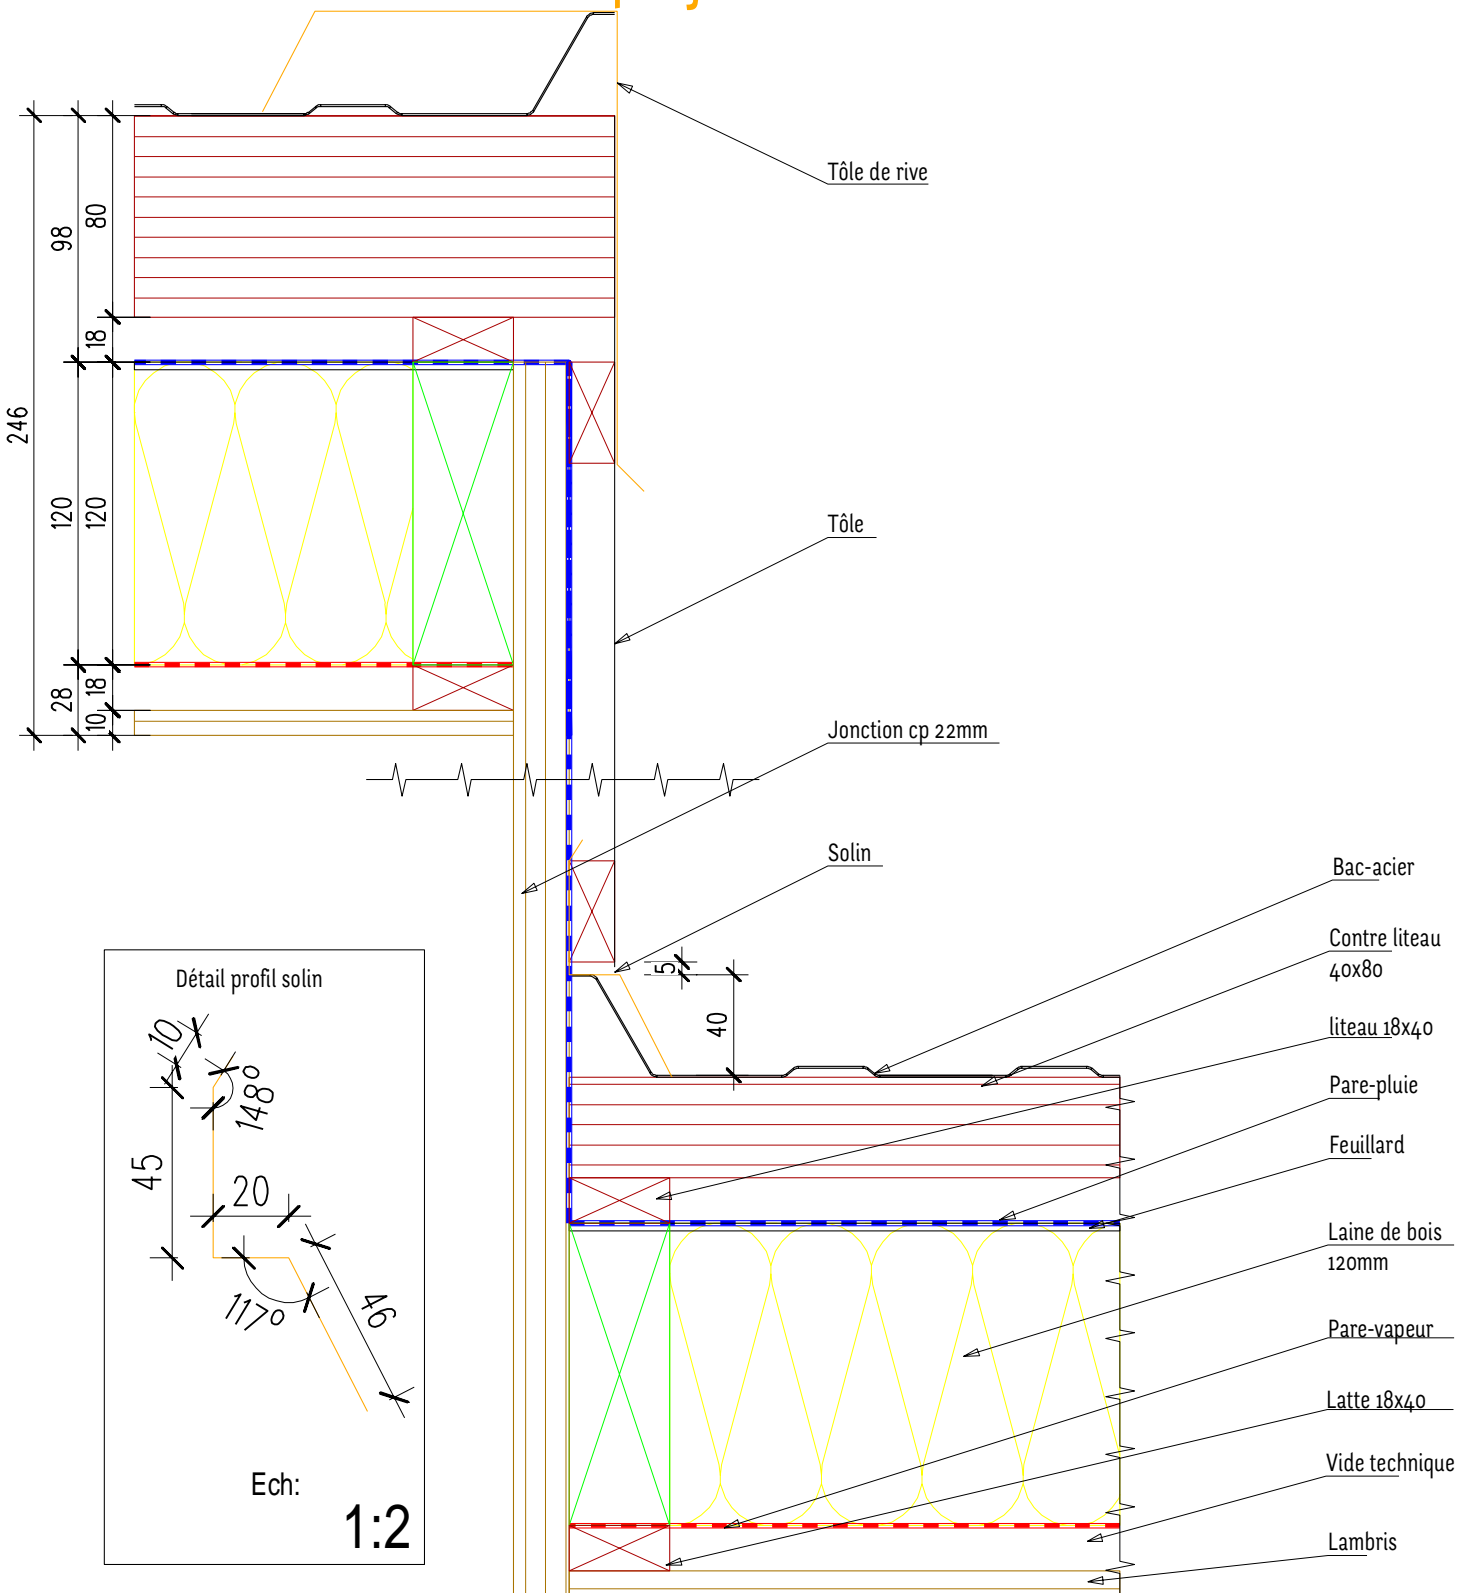 Tôle de rive
98
80
18
246
120
120
Tôle
28
18
10
Jonction cp 22mm
Solin
Bac-acier
Contre liteau
40x80
5
40
liteau 18x40
Pare-pluie
Feuillard
Laine de bois
120mm
Pare-vapeur
Latte 18x40
Vide technique
Lambris
Détail profil solin
10
148°
45
20
117°
46
Ech:
1:2